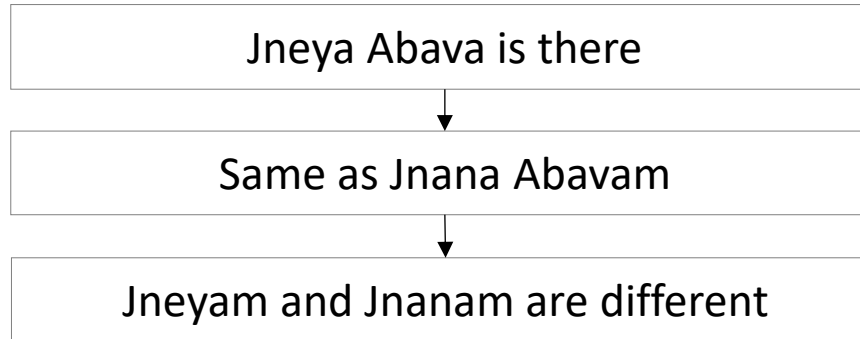 Jneya Abava is there
Same as Jnana Abavam
Jneyam and Jnanam are different